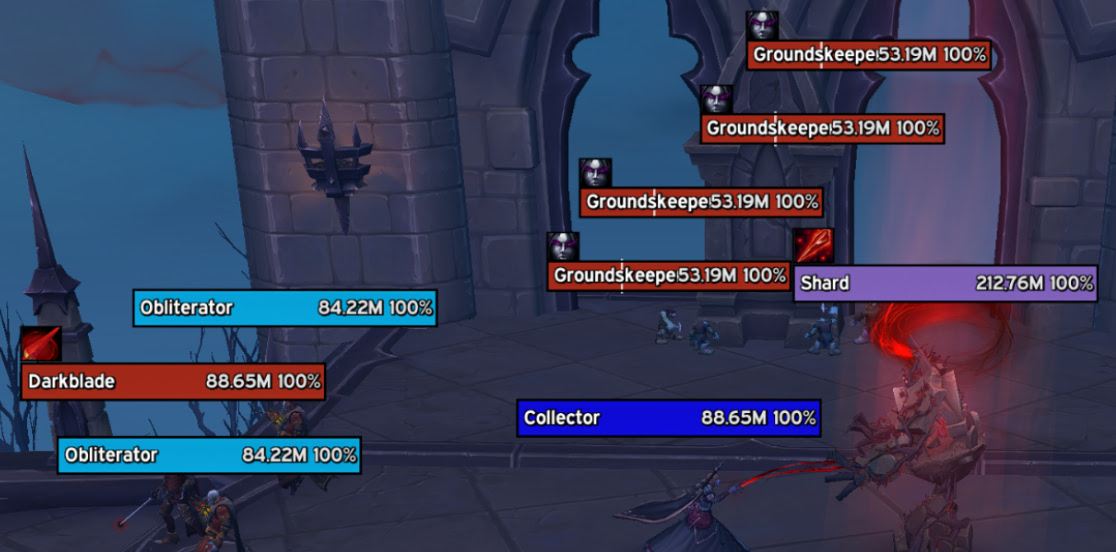 Groundskeepe 53.19M 100%
Groundskeepe 53.19M 100%
Groundskeepe 53.19M 100%
Groundskeepe 53.19M 100%
Shard 212.76M 100%
Obliterator 84.22M 100%
Darkblade 88.65M 100%
Collector 88.65M 100%
Obliterator 84.22M 100%